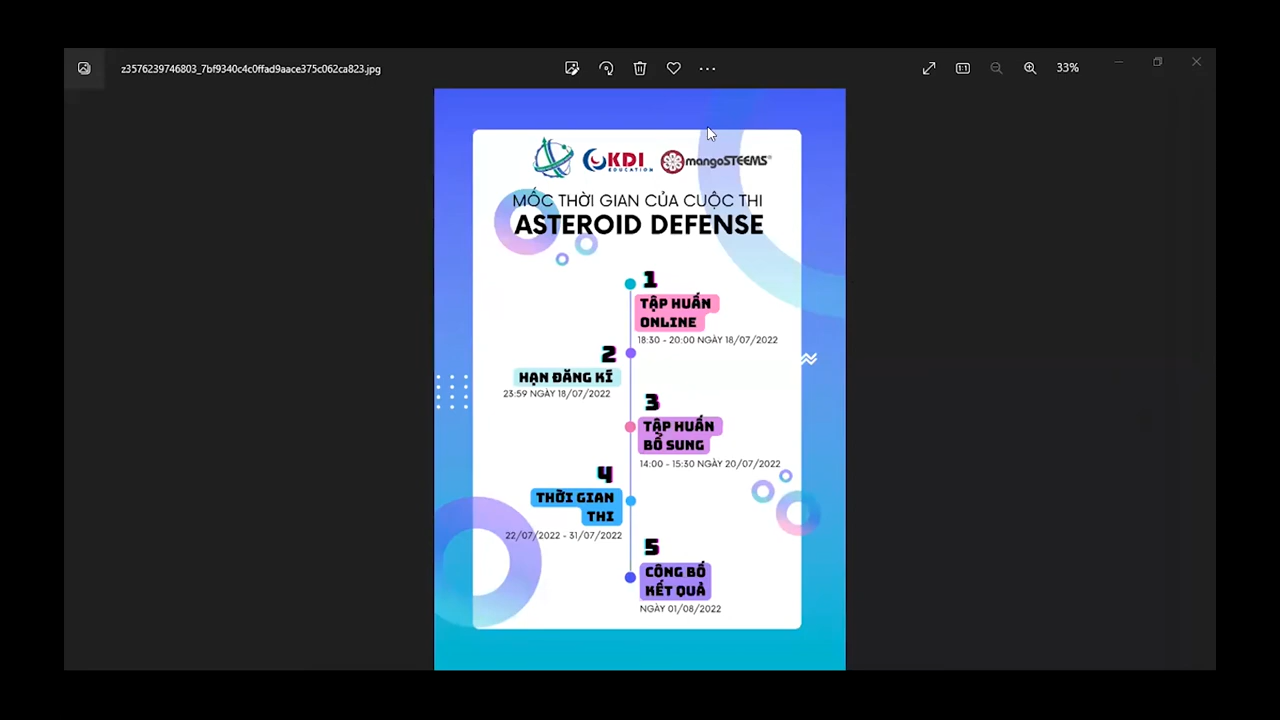 z3576239746803_7bf9340c4c0ffad9aace375c062ca823.jpg
33%
KDI
EDUCATION
mangoSTEEMS®
MỐC THỜI GIAN CỦA CUỘC THI
ASTEROID DEFENSE
1
TẬP HUẤN
ONLINE
18:30 - 20:00 NGÀY 18/07/2022
2
HẠN ĐĂNG KÍ
23:59 NGÀY 18/07/2022
3
TẬP HUẤN
BỔ SUNG
14:00 - 15:30 NGÀY 20/07/2022
4
THỜI GIAN
THI
22/07/2022 - 31/07/2022
5
CÔNG BỐ
KẾT QUẢ
NGÀY 01/08/2022